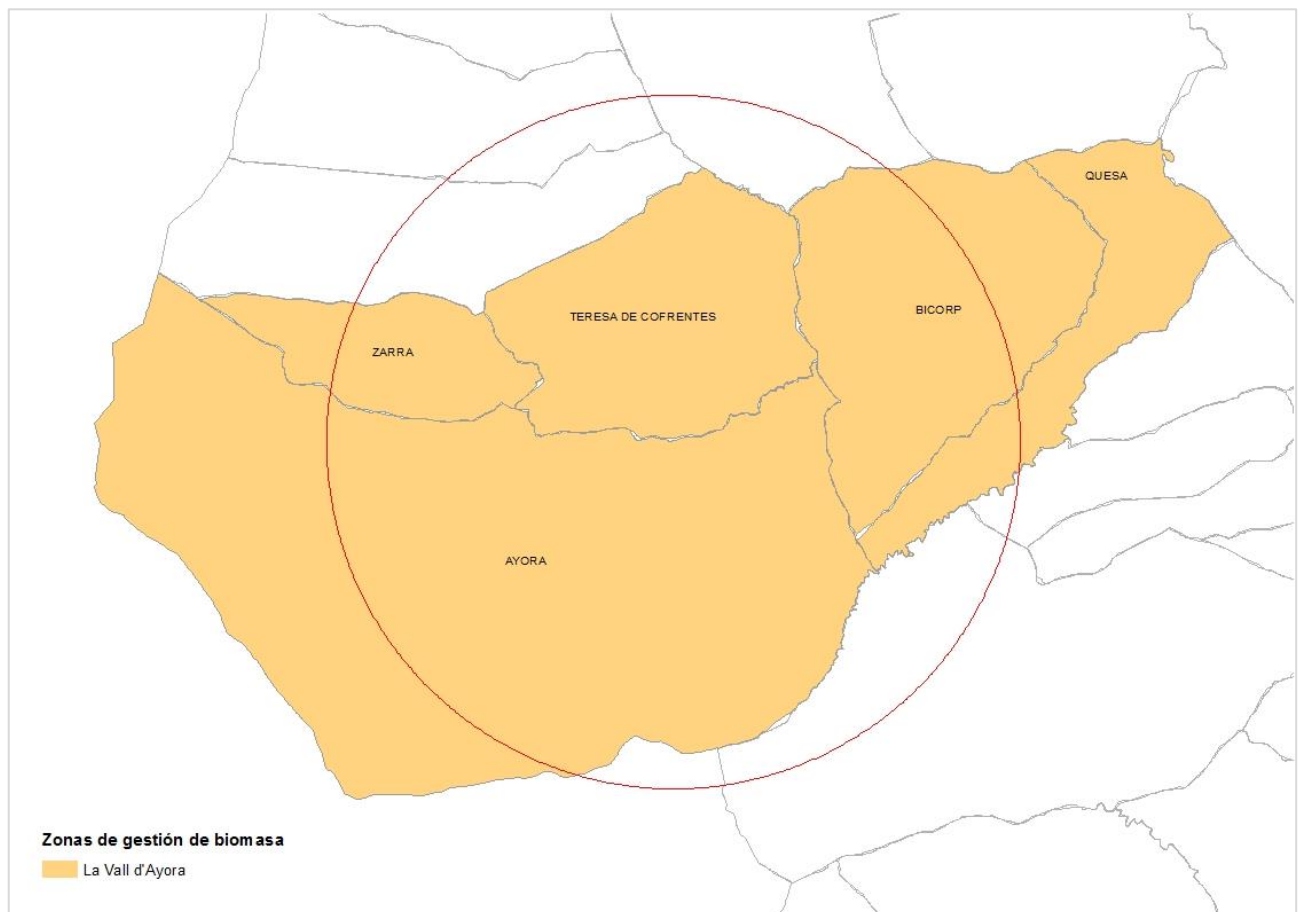 QUESA
BICORP
TERESA DE COFRENTES
ZARRA
AYORA
Zonas de gestión de biomasa
La Vall d'Ayora